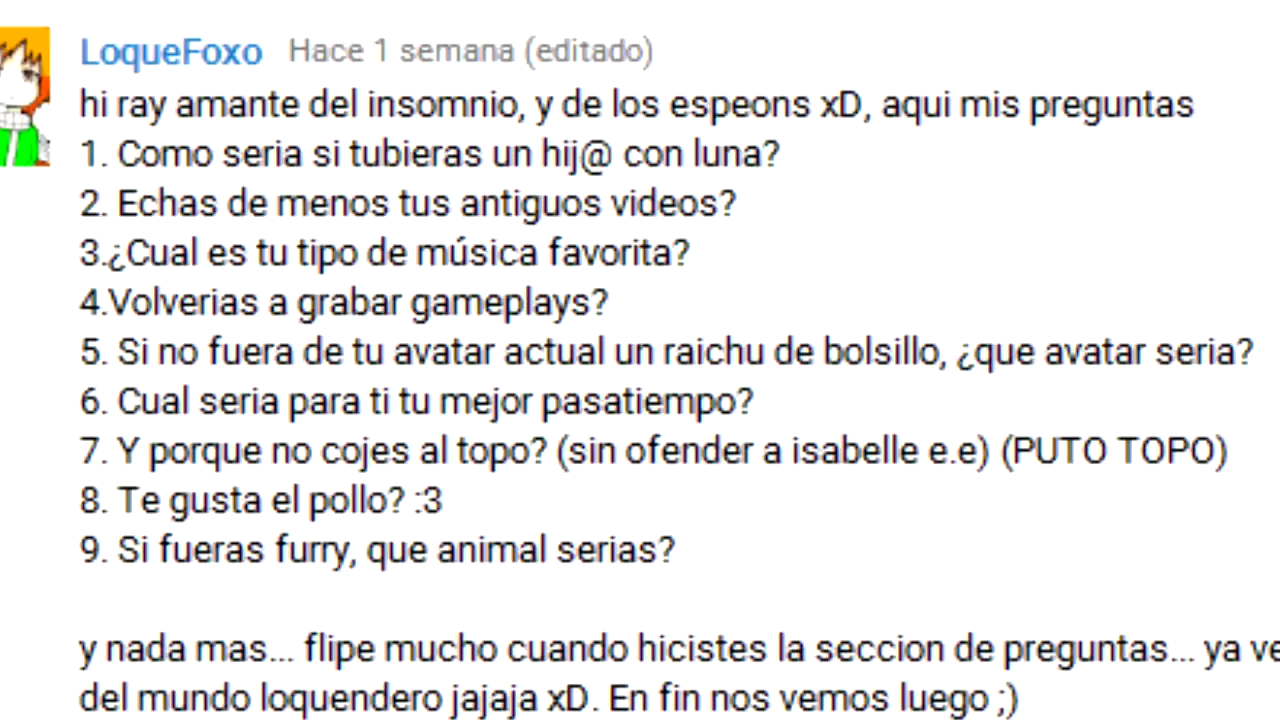 LoqueFoxo Hace 1 semana (editado)
hi ray amante del insomnio, y de los espeons xD, aqui mis preguntas
1. Como seria si tubieras un hij@ con luna?
2. Echas de menos tus antiguos videos?
3.¿Cual es tu tipo de música favorita?
4.Volverias a grabar gameplays?
5. Si no fuera de tu avatar actual un raichu de bolsillo, ¿que avatar seria?
6. Cual seria para ti tu mejor pasatiempo?
7. Y porque no cojes al topo? (sin ofender a isabelle e.e) (PUTO TOPO)
8. Te gusta el pollo? :3
9. Si fueras furry, que animal serias?
y nada mas... flipe mucho cuando hicistes la seccion de preguntas... ya
del mundo loquendero jajaja xD. En fin nos vemos luego ;)